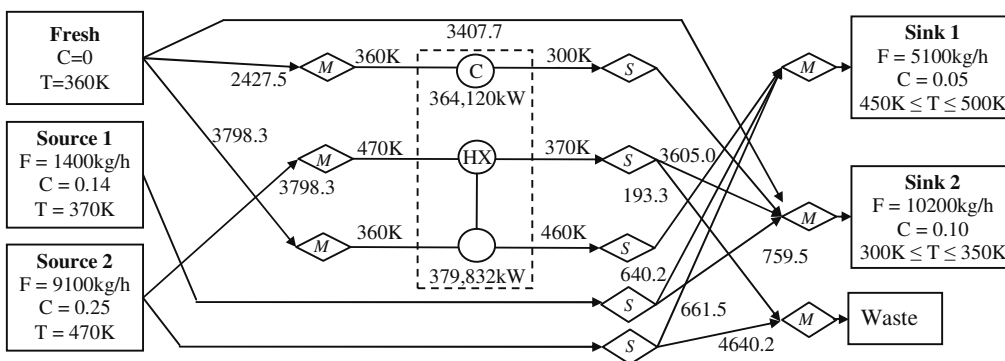 Fresh
C=0
T=360K
Source 1
F = 1400kg/h
C = 0.14
T = 370K
Source 2
F = 9100kg/h
C = 0.25
T = 470K
3407.7
2427.5
M
360K
C
300K
S
364,120kW
3798.3
M
470K
HX
370K
S
3798.3
3605.0
193.3
M
360K
460K
S
379,832kW
640.2
S
661.5
S
4640.2
759.5
M
M
M
Sink 1
F = 5100kg/h
C = 0.05
450K ≤ T ≤ 500K
Sink 2
F = 10200kg/h
C = 0.10
300K ≤ T ≤ 350K
Waste